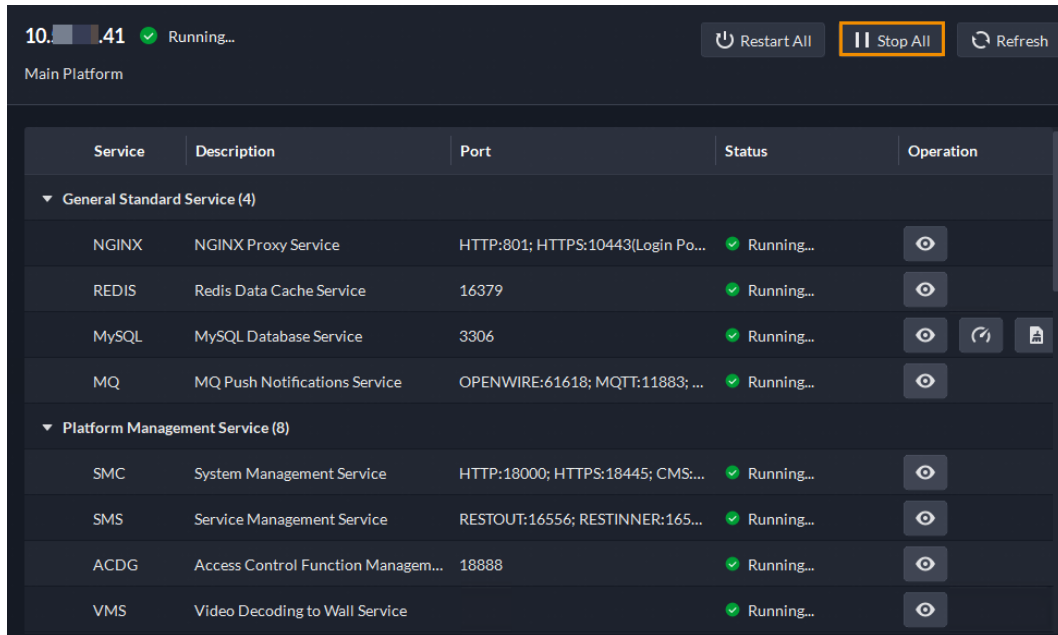 10. .41 Running... Restart All Stop All Refresh
Main Platform
Service Description Port Status Operation
General Standard Service (4)
NGINX NGINX Proxy Service HTTP:801; HTTPS:10443(Login Po... Running...
REDIS Redis Data Cache Service 16379 Running...
MySQL MySQL Database Service 3306 Running...
MQ MQ Push Notifications Service OPENWIRE:61618; MQTT:11883; ... Running...
Platform Management Service (8)
SMC System Management Service HTTP:18000; HTTPS:18445; CMS:... Running...
SMS Service Management Service RESTOUT:16556; RESTINNER:165... Running...
ACDG Access Control Function Managem... 18888 Running...
VMS Video Decoding to Wall Service Running...